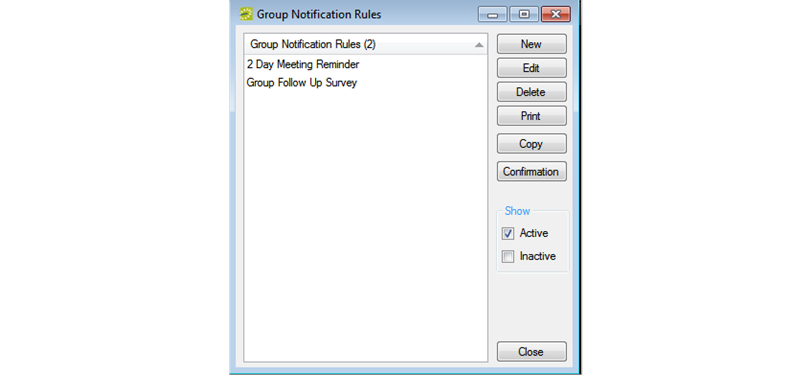 Group Notification Rules
Group Notification Rules (2)
2 Day Meeting Reminder
Group Follow Up Survey
New
Edit
Delete
Print
Copy
Confirmation
Show
Active
Inactive
Close